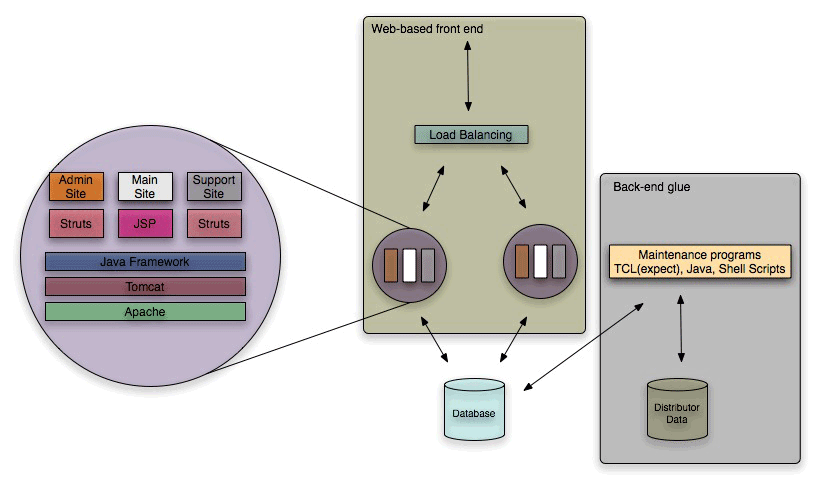 Web-based front end
Load Balancing
Admin
Site
Main
Site
Support
Site
Struts
JSP
Struts
Java Framework
Tomcat
Apache
Back-end glue
Maintenance programs
TCL(expect), Java, Shell Scripts
Database
Distributor
Data